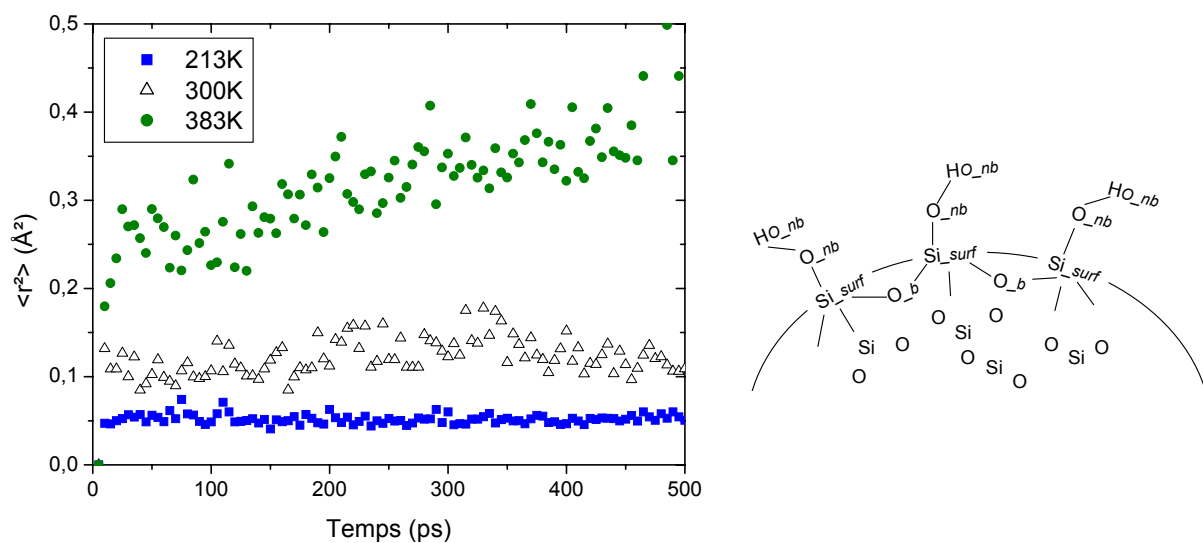 0,5
0,4
0,3
0,2
0,1
0,0
<r²> (Å²)
213K
300K
383K
0 100 200 300 400 500
Temps (ps)
HO_nb
O_nb
Si_surf
O_b
HO_nb
O_nb
Si_surf
O_b
HO_nb
O_nb
Si_surf
Si
O
O
O
Si
O
Si
O
O
O
Si
O